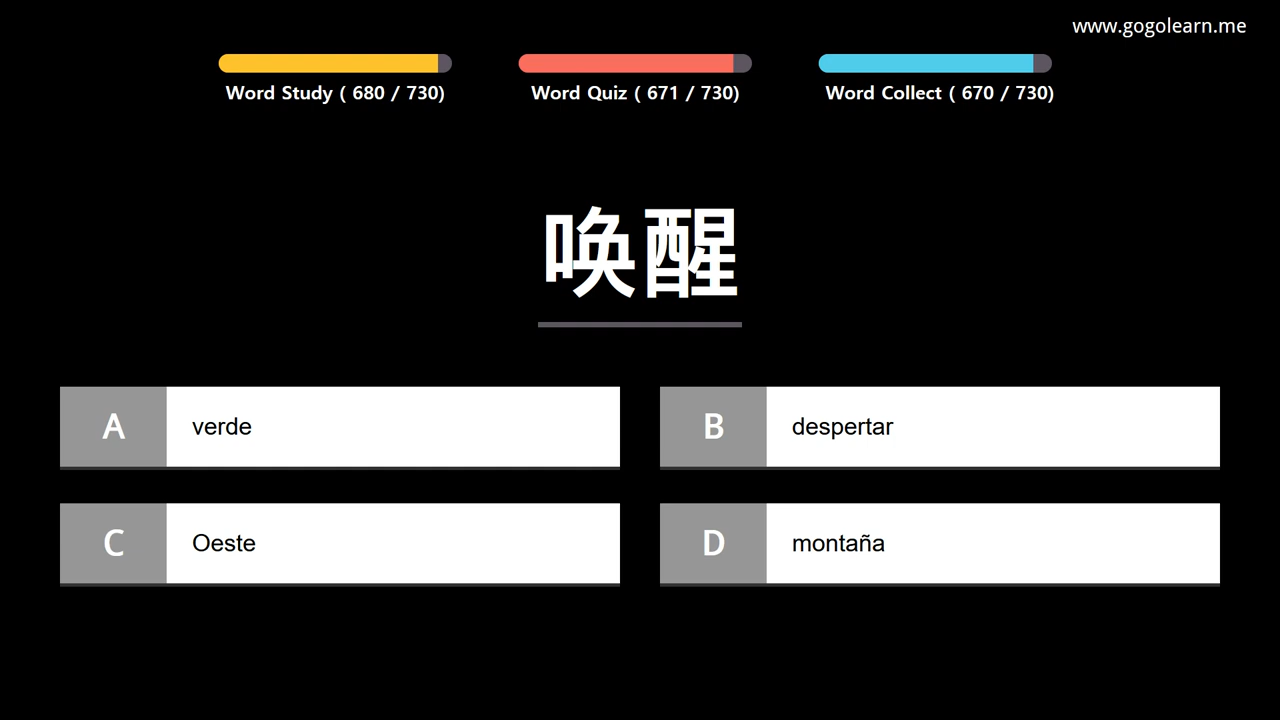 www.gogolearn.me
Word Study ( 680 / 730)
Word Quiz ( 671 / 730)
Word Collect ( 670 / 730)
唤醒
A verde
B despertar
C Oeste
D montaña